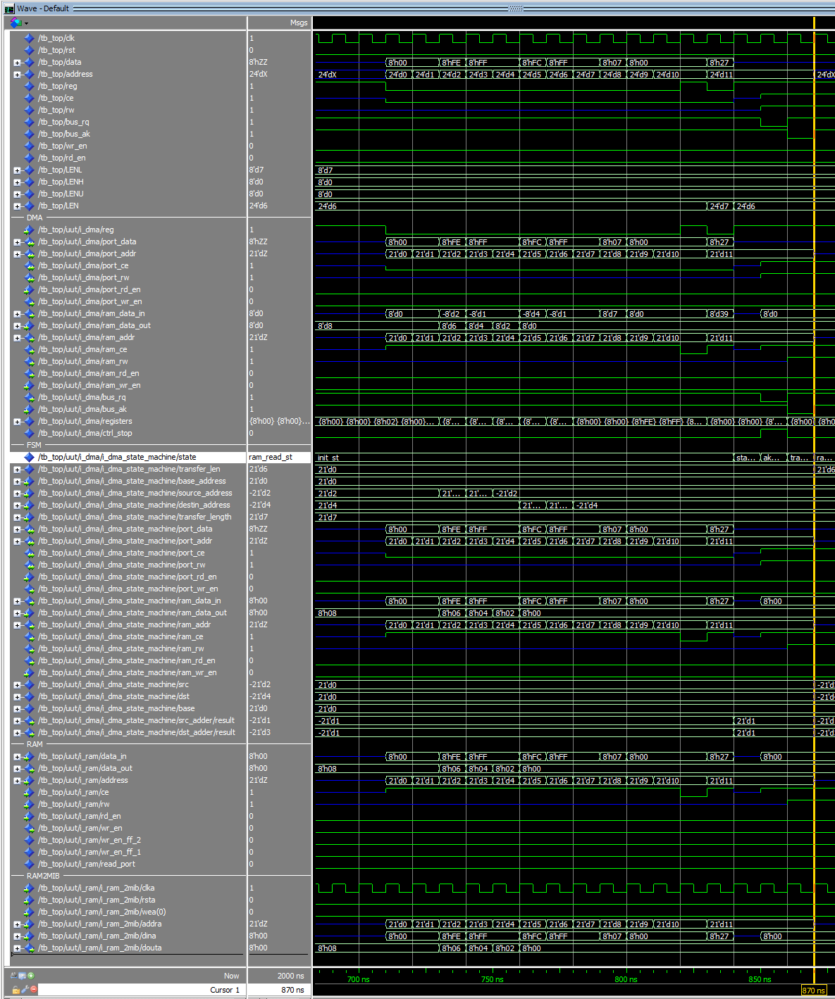 Wave - Default
Msgs
/tb_top/clk 1
/tb_top/rst 1
/tb_top/data 8'hZZ 8'h00 8'hFE 8'hFF 8'hFC 8'hFF 8'h07 8'h00 8'h27
/tb_top/address 24'dX 24'dX 24'd0 24'd1 24'd2 24'd3 24'd4 24'd5 24'd6 24'd7 24'd8 24'd9 24'd10 24'd11 24'dX
/tb_top/reg 1
/tb_top/ce 1
/tb_top/rw 1
/tb_top/bus_rq 1
/tb_top/bus_ak 1
/tb_top/wr_en 0
/tb_top/rd_en 0
/tb_top/LENL 8'd7 8'd7
/tb_top/LENH 8'd0 8'd0
/tb_top/LENU 8'd0 8'd0
/tb_top/LEN 24'd6 24'd6 24'd7 24'd6
DMA
/tb_top/uut/i_dma/reg 1
/tb_top/uut/i_dma/port_data 8'hZZ 8'h00 8'hFE 8'hFF 8'hFC 8'hFF 8'h07 8'h00 8'h27
/tb_top/uut/i_dma/port_addr 21'dZ 21'd0 21'd1 21'd2 21'd3 21'd4 21'd5 21'd6 21'd7 21'd8 21'd9 21'd10 21'd11
/tb_top/uut/i_dma/port_ce 1
/tb_top/uut/i_dma/port_rw 1
/tb_top/uut/i_dma/port_rd_en 0
/tb_top/uut/i_dma/port_wr_en 0
/tb_top/uut/i_dma/ram_data_in 8'd0 8'd0 -8'd2 -8'd1 -8'd4 -8'd1 8'd7 8'd0 8'd39 8'd0
/tb_top/uut/i_dma/ram_data_out 8'd0 8'd8 8'd6 8'd4 8'd2 8'd0
/tb_top/uut/i_dma/ram_addr 21'dZ 21'd0 21'd1 21'd2 21'd3 21'd4 21'd5 21'd6 21'd7 21'd8 21'd9 21'd10 21'd11
/tb_top/uut/i_dma/ram_ce 1
/tb_top/uut/i_dma/ram_rw 1
/tb_top/uut/i_dma/ram_rd_en 0
/tb_top/uut/i_dma/ram_wr_en 0
/tb_top/uut/i_dma/bus_rq 1
/tb_top/uut/i_dma/bus_ak 1
/tb_top/uut/i_dma/registers {8'h00} {8'h00}... {8'h00} {8'h00} {8'h02} {8'h00}... {8'... {8'... {8'... {8'... {8'... {8'h00} {8'h00} {8'hFE} {8'hFF} {8'... {8'h00} {8'h00} {8'... {8'h00} {8'h0
/tb_top/uut/i_dma/ctrl_stop 0
FSM
/tb_top/uut/i_dma/i_dma_state_machine/state ram_read_st init_st sta... ak... tra... ra...
/tb_top/uut/i_dma/i_dma_state_machine/transfer_len 21'd6 21'd0 21'd6
/tb_top/uut/i_dma/i_dma_state_machine/base_address 21'd0 21'd0
/tb_top/uut/i_dma/i_dma_state_machine/source_address -21'd2 21'd2 21'... 21'... -21'd2
/tb_top/uut/i_dma/i_dma_state_machine/destin_address -21'd4 21'd4 21'... 21'... -21'd4
/tb_top/uut/i_dma/i_dma_state_machine/transfer_length 21'd7 21'd7
/tb_top/uut/i_dma/i_dma_state_machine/port_data 8'hZZ 8'h00 8'hFE 8'hFF 8'hFC 8'hFF 8'h07 8'h00 8'h27
/tb_top/uut/i_dma/i_dma_state_machine/port_addr 21'dZ 21'd0 21'd1 21'd2 21'd3 21'd4 21'd5 21'd6 21'd7 21'd8 21'd9 21'd10 21'd11
/tb_top/uut/i_dma/i_dma_state_machine/port_ce 1
/tb_top/uut/i_dma/i_dma_state_machine/port_rw 1
/tb_top/uut/i_dma/i_dma_state_machine/port_rd_en 0
/tb_top/uut/i_dma/i_dma_state_machine/port_wr_en 0
/tb_top/uut/i_dma/i_dma_state_machine/ram_data_in 8'h00 8'h00 8'hFE 8'hFF 8'hFC 8'hFF 8'h07 8'h00 8'h27 8'h00
/tb_top/uut/i_dma/i_dma_state_machine/ram_data_out 8'h00 8'h08 8'h06 8'h04 8'h02 8'h00
/tb_top/uut/i_dma/i_dma_state_machine/ram_addr 21'dZ 21'd0 21'd1 21'd2 21'd3 21'd4 21'd5 21'd6 21'd7 21'd8 21'd9 21'd10 21'd11
/tb_top/uut/i_dma/i_dma_state_machine/ram_ce 1
/tb_top/uut/i_dma/i_dma_state_machine/ram_rw 1
/tb_top/uut/i_dma/i_dma_state_machine/ram_rd_en 0
/tb_top/uut/i_dma/i_dma_state_machine/ram_wr_en 0
/tb_top/uut/i_dma/i_dma_state_machine/src -21'd2 21'd0 -21'd2
/tb_top/uut/i_dma/i_dma_state_machine/dst -21'd4 21'd0 -21'd4
/tb_top/uut/i_dma/i_dma_state_machine/base 21'd0 21'd0
/tb_top/uut/i_dma/i_dma_state_machine/src_adder/result -21'd1 -21'd1 21'd1 -21'd1
/tb_top/uut/i_dma/i_dma_state_machine/dst_adder/result -21'd3 -21'd1 21'd1 -21'd3
RAM
/tb_top/uut/i_ram/data_in 8'h00 8'h00 8'hFE 8'hFF 8'hFC 8'hFF 8'h07 8'h00 8'h27 8'h00
/tb_top/uut/i_ram/data_out 8'h00 8'h08 8'h06 8'h04 8'h02 8'h00
/tb_top/uut/i_ram/address 21'dZ 21'd0 21'd1 21'd2 21'd3 21'd4 21'd5 21'd6 21'd7 21'd8 21'd9 21'd10 21'd11
/tb_top/uut/i_ram/ce 1
/tb_top/uut/i_ram/rw 1
/tb_top/uut/i_ram/rd_en 0
/tb_top/uut/i_ram/wr_en 0
/tb_top/uut/i_ram/wr_en_ff_2 0
/tb_top/uut/i_ram/wr_en_ff_1 0
/tb_top/uut/i_ram/read_port 0
RAM2MIB
/tb_top/uut/i_ram/i_ram_2mib/clka 1
/tb_top/uut/i_ram/i_ram_2mib/rsta 0
/tb_top/uut/i_ram/i_ram_2mib/wea(0) 0
/tb_top/uut/i_ram/i_ram_2mib/addra 21'dZ 21'd0 21'd1 21'd2 21'd3 21'd4 21'd5 21'd6 21'd7 21'd8 21'd9 21'd10 21'd11
/tb_top/uut/i_ram/i_ram_2mib/dina 8'h00 8'h00 8'hFE 8'hFF 8'hFC 8'hFF 8'h07 8'h00 8'h27 8'h00
/tb_top/uut/i_ram/i_ram_2mib/douta 8'h00 8'h08 8'h06 8'h04 8'h02 8'h00
Now 2000 ns 700 ns 750 ns 800 ns 850 ns
Cursor 1 870 ns 870 ns